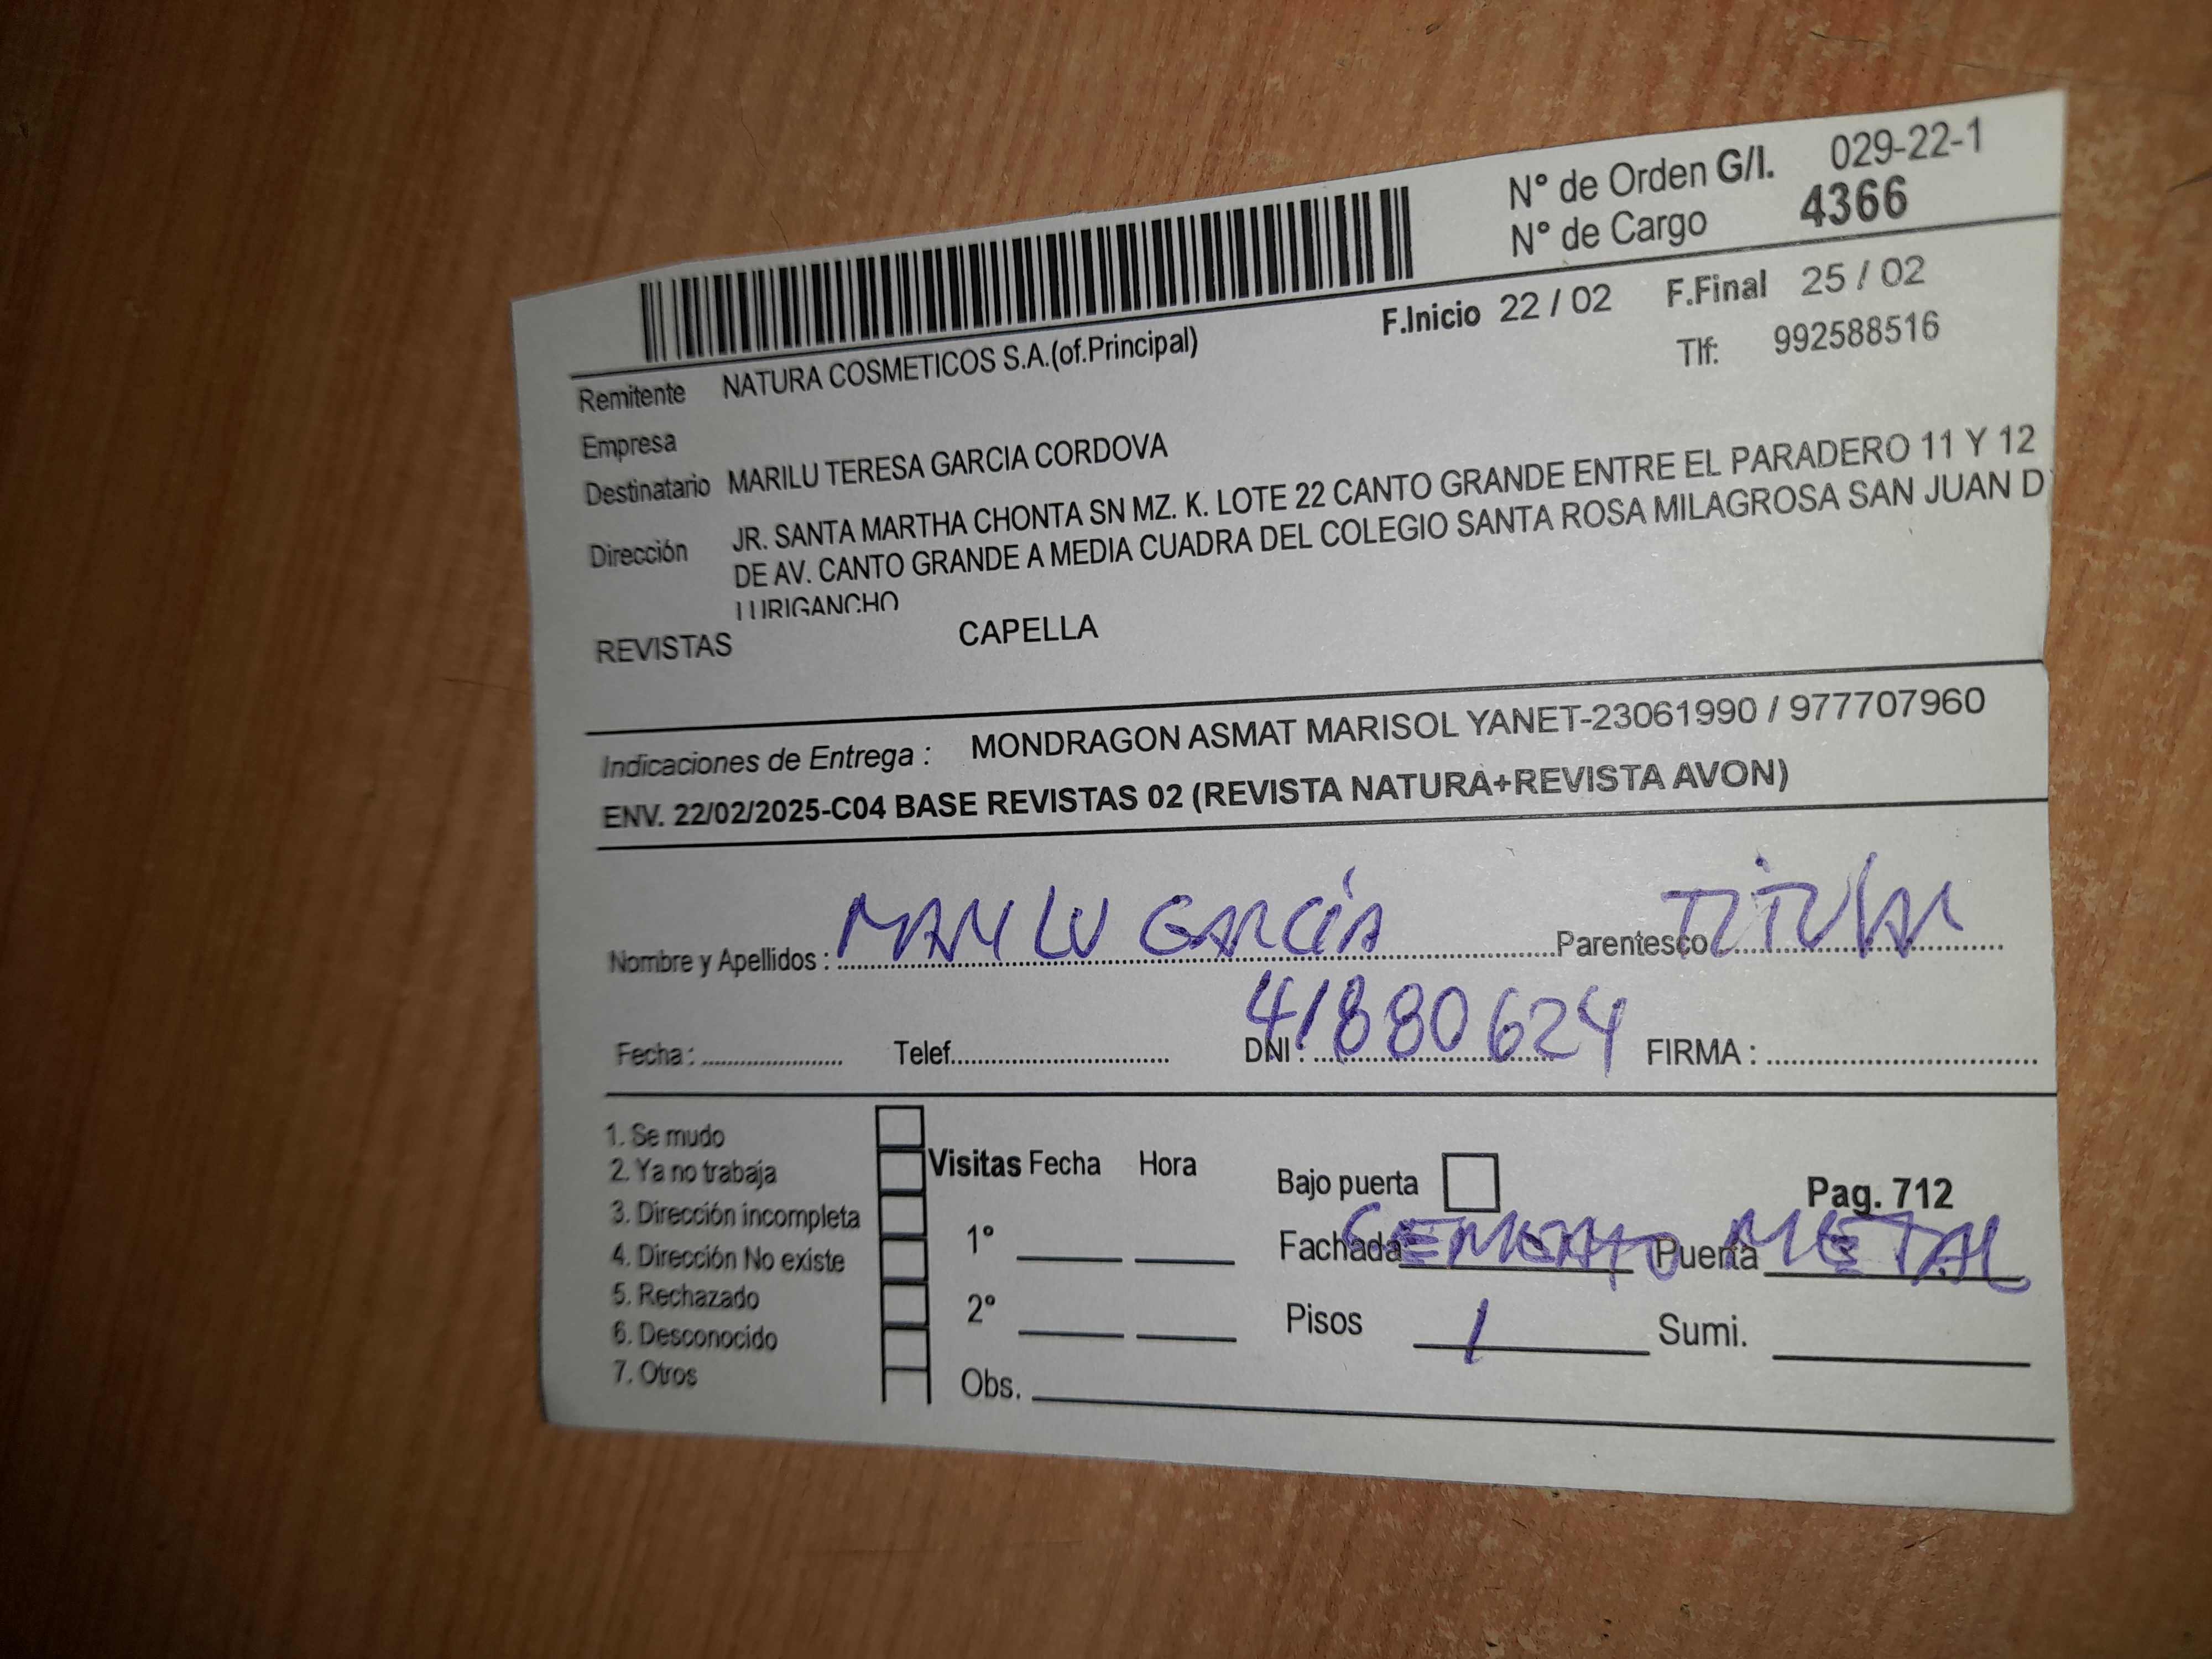 N° de Orden G/I. 029-22-1
N° de Cargo 4366
F.Inicio 22 / 02 F.Final 25 / 02
Remitente NATURA COSMETICOS S.A.(of.Principal) Tlf: 992588516
Empresa
Destinatario MARILU TERESA GARCIA CORDOVA
Dirección JR. SANTA MARTHA CHONTA SN MZ. K. LOTE 22 CANTO GRANDE ENTRE EL PARADERO 11 Y 12
DE AV. CANTO GRANDE A MEDIA CUADRA DEL COLEGIO SANTA ROSA MILAGROSA SAN JUAN D
LURIGANCHO
REVISTAS CAPELLA
Indicaciones de Entrega : MONDRAGON ASMAT MARISOL YANET-23061990 / 977707960
ENV. 22/02/2025-C04 BASE REVISTAS 02 (REVISTA NATURA+REVISTA AVON)
Nombre y Apellidos : MARILU GARCÍA Parentesco TITULAR
Fecha : Telef. DNI : 41880624 FIRMA :
1. Se mudo
2. Ya no trabaja
3. Dirección incompleta
4. Dirección No existe
5. Rechazado
6. Desconocido
7. Otros
Visitas Fecha Hora
1°
2°
Obs.
Bajo puerta Pag. 712
Fachada CEMENTO Puerta METAL
Pisos 1 Sumi.